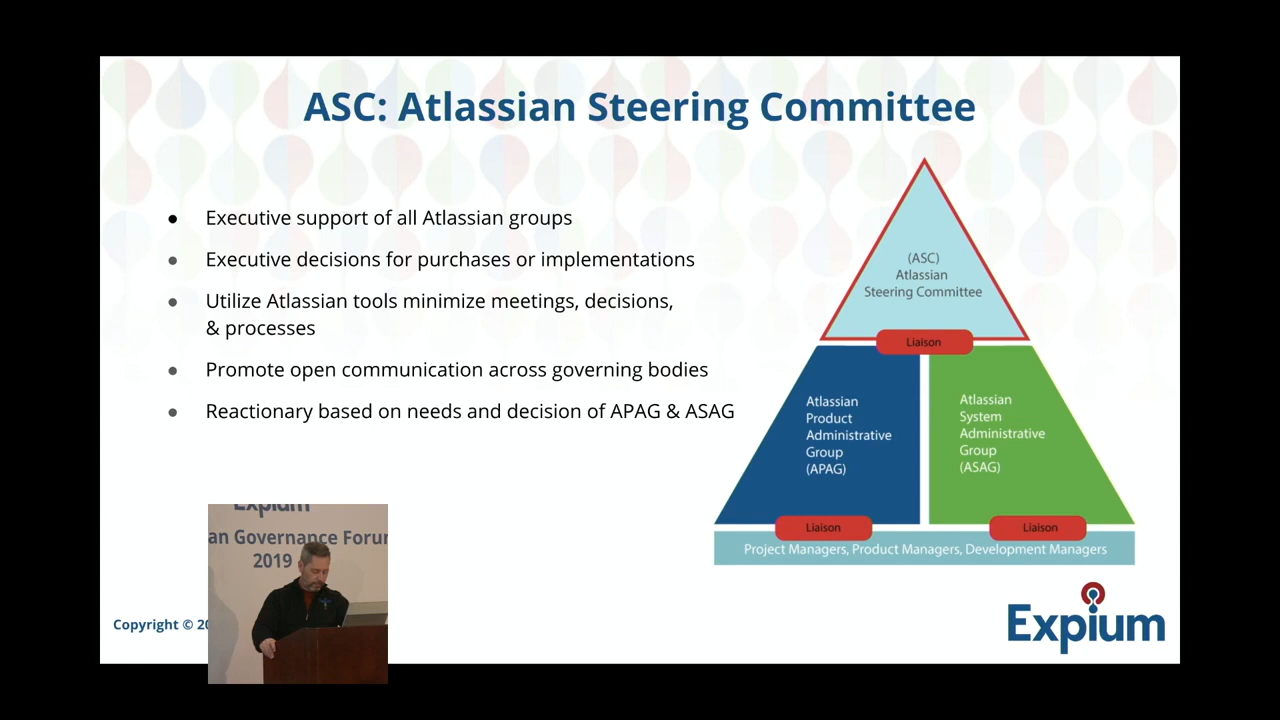 ASC: Atlassian Steering Committee
● Executive support of all Atlassian groups
● Executive decisions for purchases or implementations
● Utilize Atlassian tools minimize meetings, decisions,
& processes
● Promote open communication across governing bodies
● Reactionary based on needs and decision of APAG & ASAG
(ASC)
Atlassian
Steering Committee
Liaison
Atlassian
Product
Administrative
Group
(APAG)
Atlassian
System
Administrative
Group
(ASAG)
Liaison
Liaison
Project Managers, Product Managers, Development Managers
Expium
an Governance Foru
2019
Copyright © 20
Expium